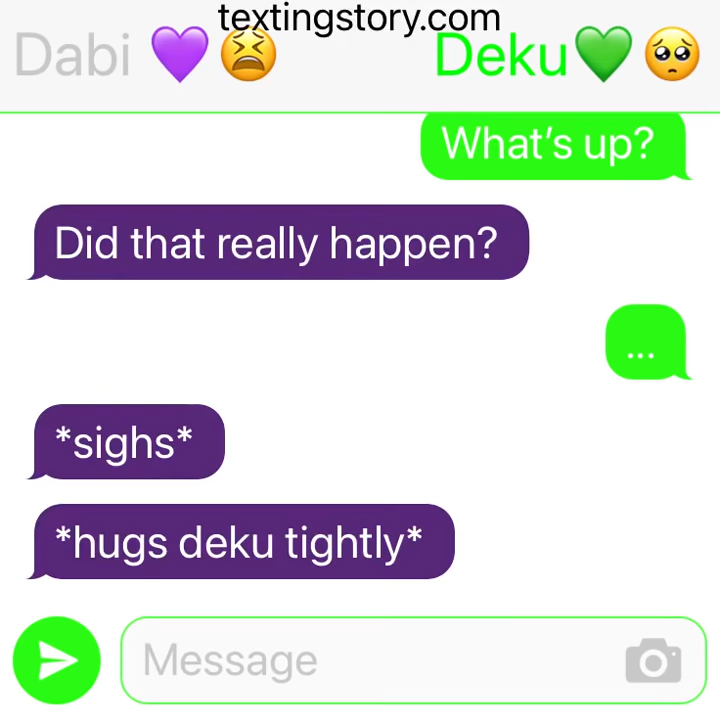 textingstory.com
Dabi 💜 😫 Deku💚 🥺
What's up?
Did that really happen?
...
*sighs*
*hugs deku tightly*
Message